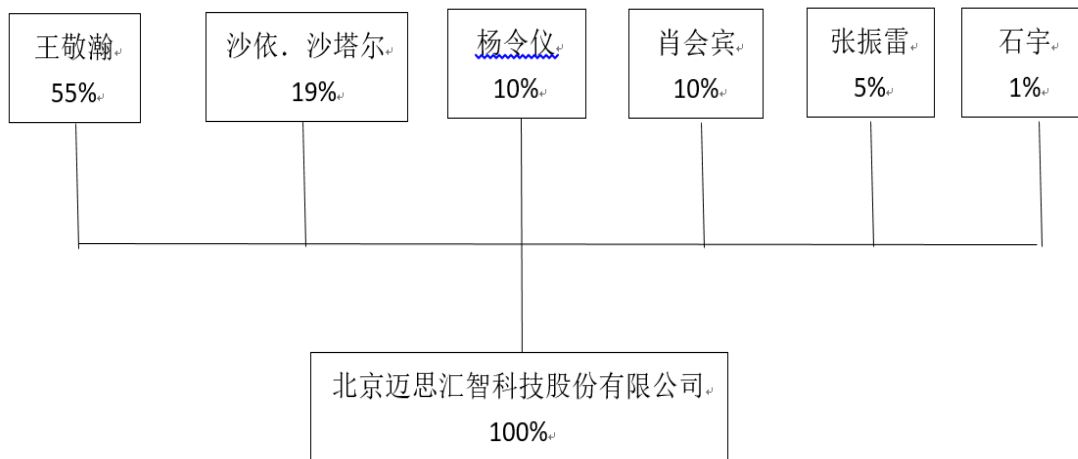 王敬瀚
55%
沙依．沙塔尔
19%
杨令仪
10%
肖会宾
10%
张振雷
5%
石宇
1%
北京迈思汇智科技股份有限公司
100%